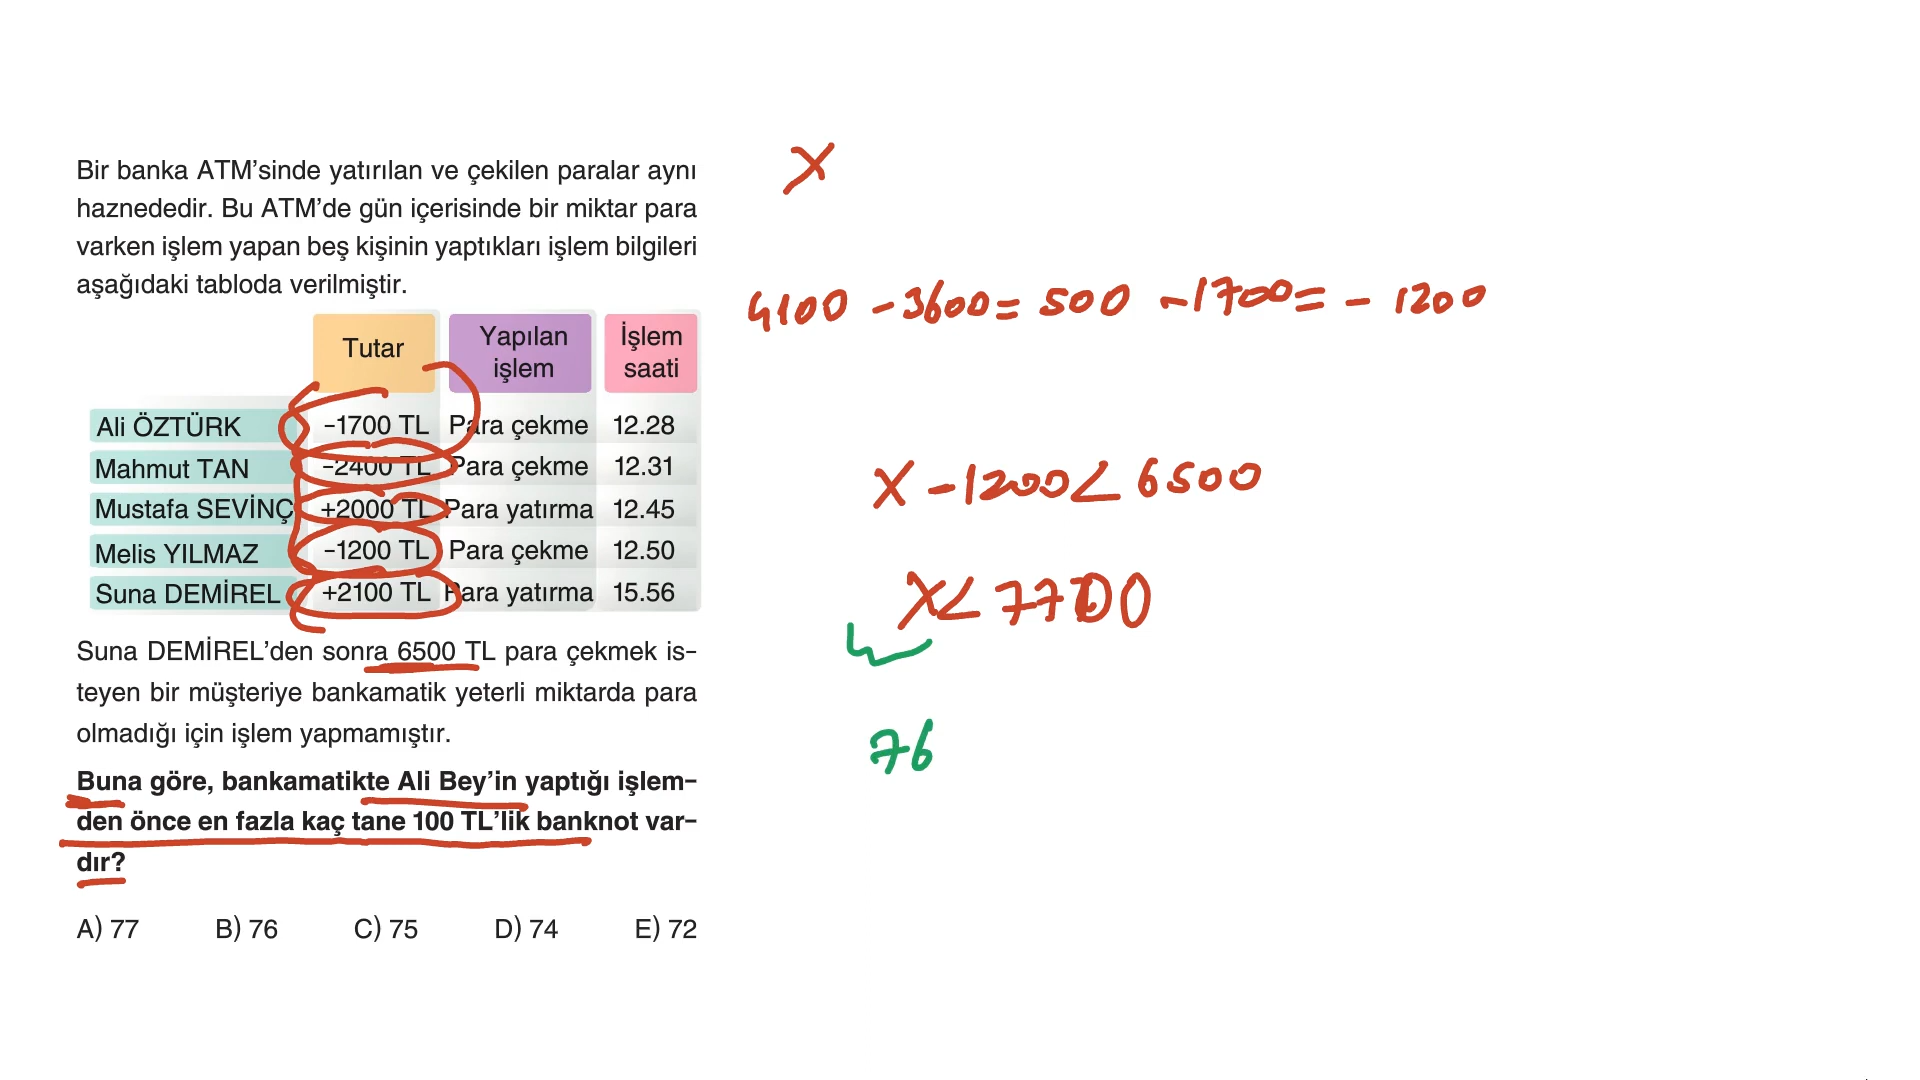 Bir banka ATM'sinde yatırılan ve çekilen paralar aynı
haznededir. Bu ATM'de gün içerisinde bir miktar para
varken işlem yapan beş kişinin yaptıkları işlem bilgileri
aşağıdaki tabloda verilmiştir.
Tutar Yapılan işlem İşlem saati
Ali ÖZTÜRK -1700 TL Para çekme 12.28
Mahmut TAN -2400 TL Para çekme 12.31
Mustafa SEVİNÇ +2000 TL Para yatırma 12.45
Melis YILMAZ -1200 TL Para çekme 12.50
Suna DEMİREL +2100 TL Para yatırma 15.56
Suna DEMİREL'den sonra 6500 TL para çekmek is-
teyen bir müşteriye bankamatik yeterli miktarda para
olmadığı için işlem yapmamıştır.
Buna göre, bankamatikte Ali Bey'in yaptığı işlem-
den önce en fazla kaç tane 100 TL'lik banknot var-
dır?
A) 77 B) 76 C) 75 D) 74 E) 72
X
4100 - 3600 = 500 - 1700 = - 1200
X - 1200 < 6500
X < 7700
76